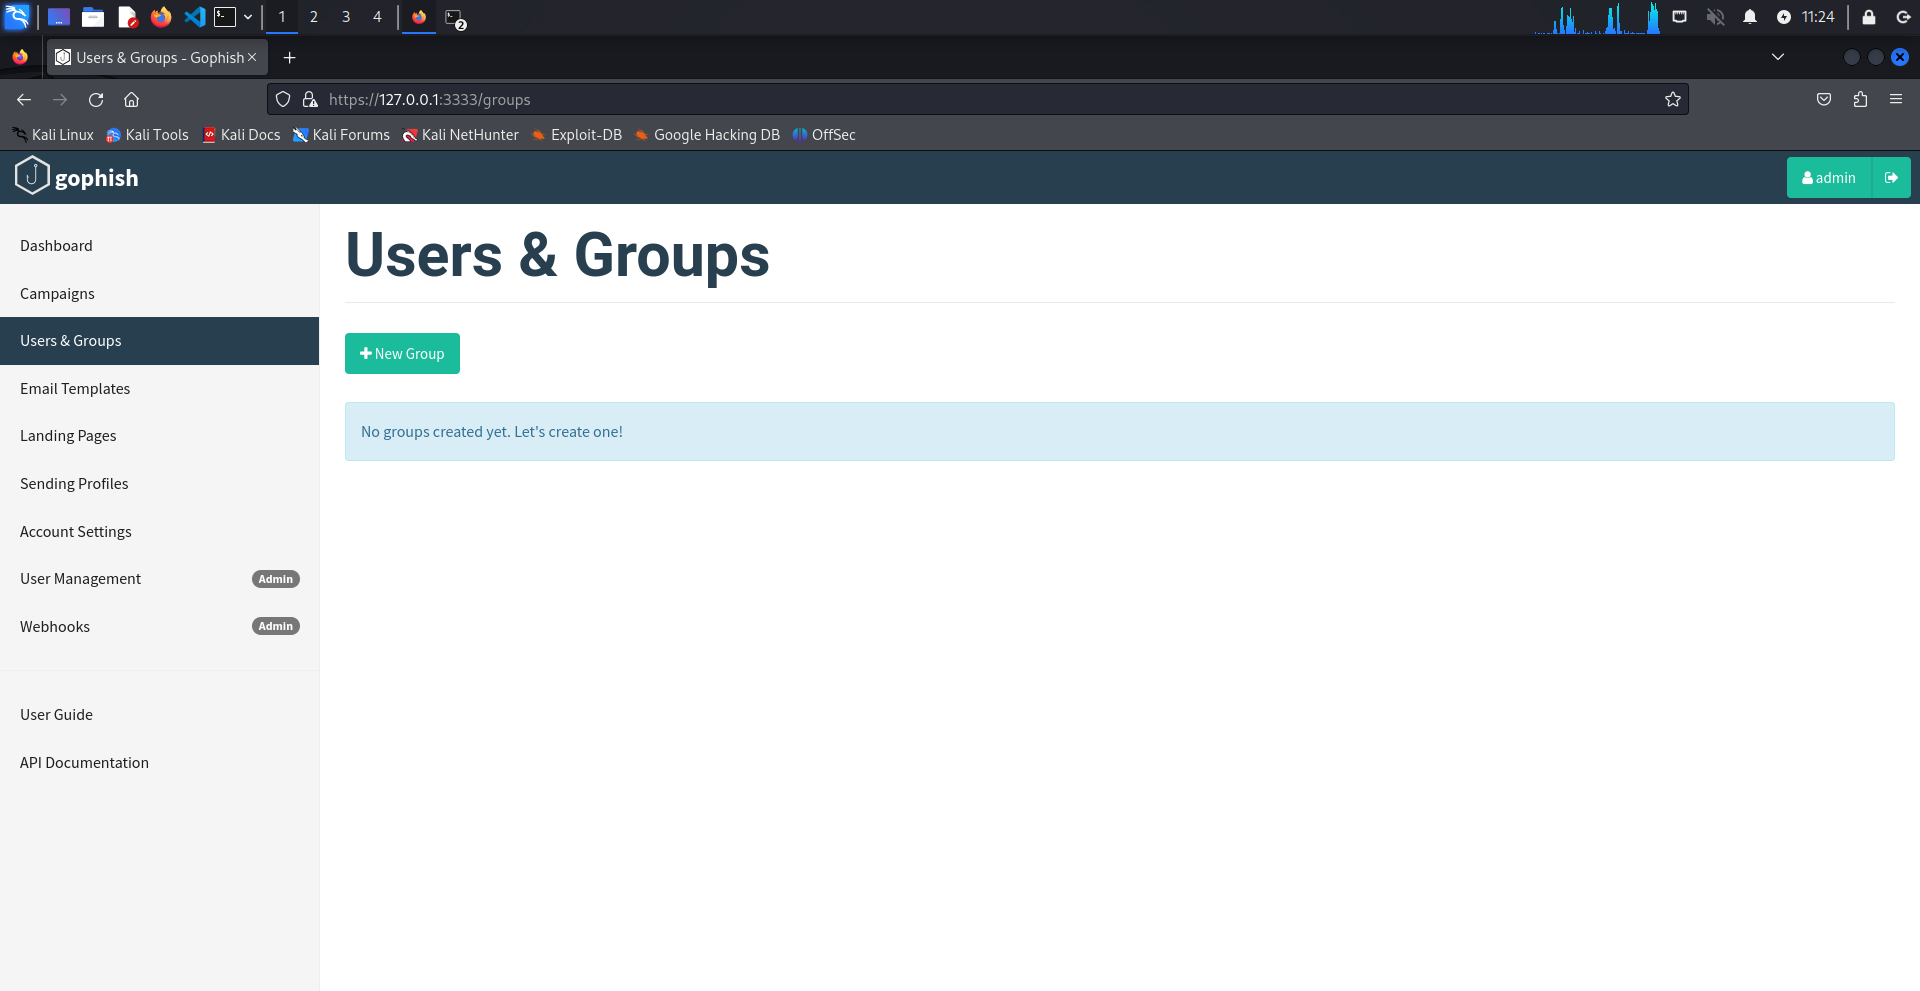 1 2 3 4 2 11:24
Users & Groups - Gophish
https://127.0.0.1:3333/groups
Kali Linux Kali Tools Kali Docs Kali Forums Kali NetHunter Exploit-DB Google Hacking DB OffSec
gophish admin
Dashboard
Campaigns
Users & Groups
Email Templates
Landing Pages
Sending Profiles
Account Settings
User Management Admin
Webhooks Admin
User Guide
API Documentation
Users & Groups
New Group
No groups created yet. Let's create one!